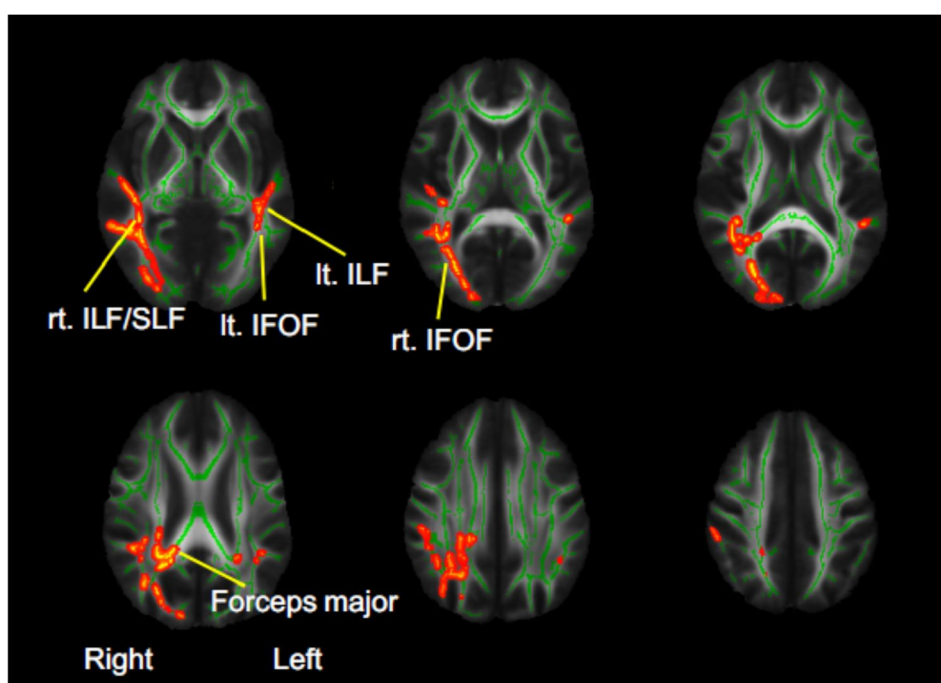 lt. ILF
rt. ILF/SLF
lt. IFOF
rt. IFOF
Forceps major
Right
Left